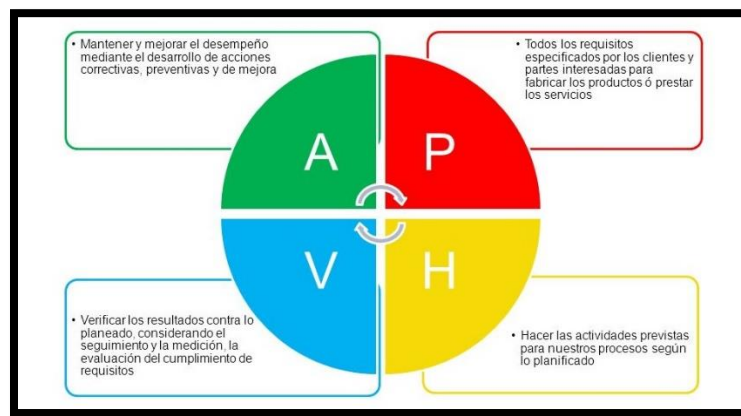 • Mantener y mejorar el desempeño
mediante el desarrollo de acciones
correctivas, preventivas y de mejora
• Todos los requisitos
especificados por los clientes y
partes interesadas para
fabricar los productos ó prestar
los servicios
A
P
V
H
• Verificar los resultados contra lo
planeado, considerando el
seguimiento y la medición, la
evaluación del cumplimiento de
requisitos
• Hacer las actividades previstas
para nuestros procesos según
lo planificado